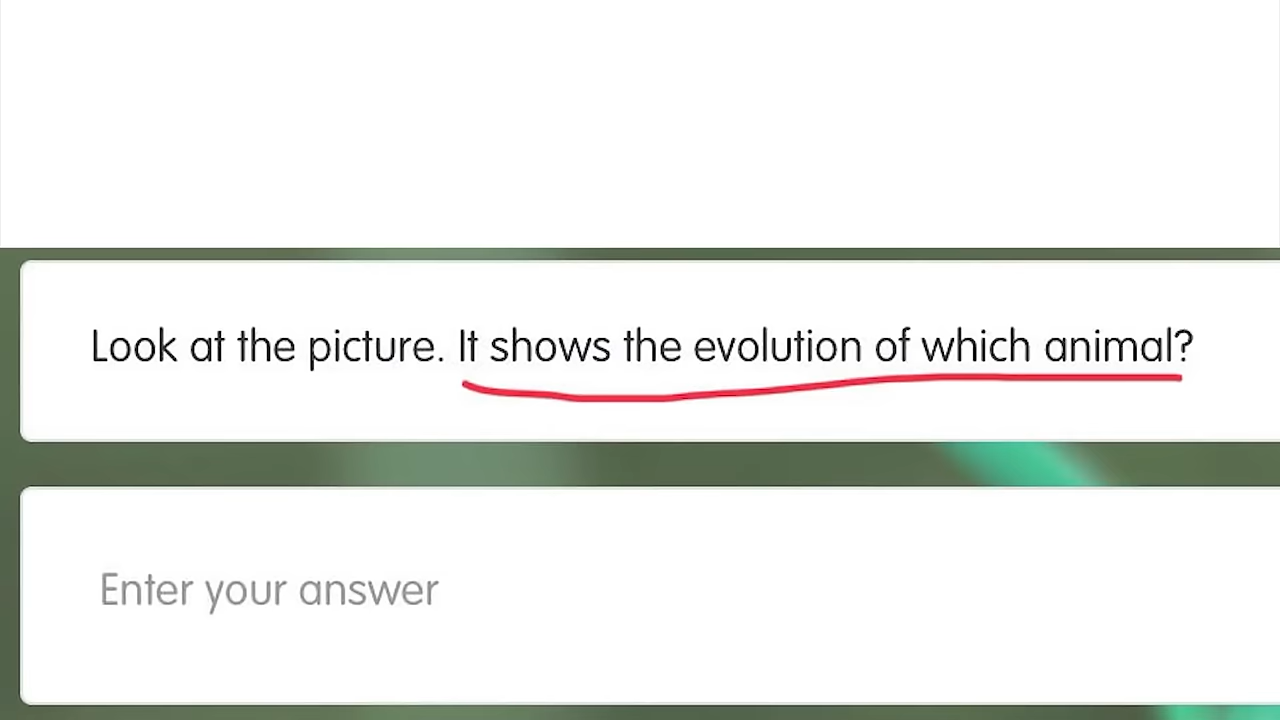 Look at the picture. It shows the evolution of which animal?
Enter your answer